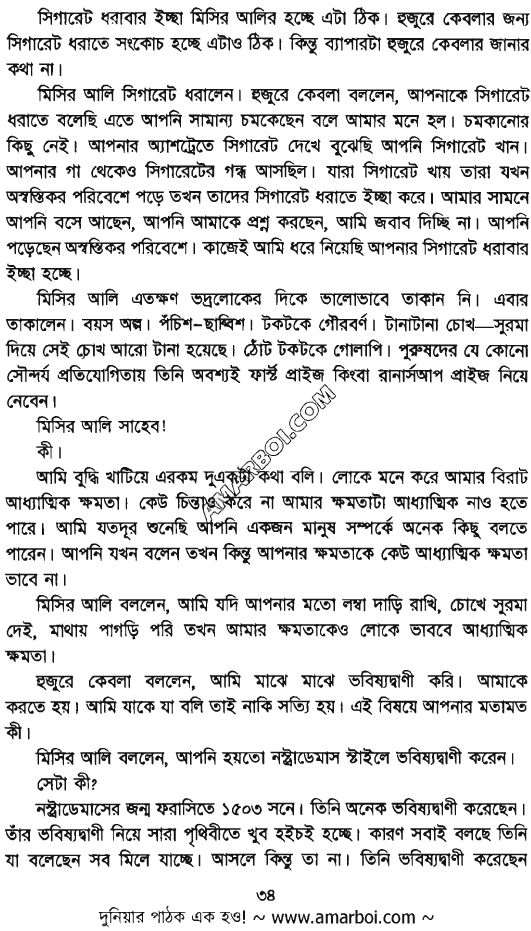 সিগারেট ধরাবার ইচ্ছা মিসির আলির হচ্ছে এটা ঠিক। হুজুরে কেবলার জন্য
সিগারেট ধরাতে সংকোচ হচ্ছে এটাও ঠিক। কিন্তু ব্যাপারটা হুজুরে কেবলার জানার
কথা না।
মিসির আলি সিগারেট ধরালেন। হুজুরে কেবলা বললেন, আপনাকে সিগারেট
ধরাতে বলেছি এতে আপনি সামান্য চমকেছেন বলে আমার মনে হল। চমকানোর
কিছু নেই। আপনার অ্যাশট্রেতে সিগারেট দেখে বুঝেছি আপনি সিগারেট খান।
আপনার গা থেকেও সিগারেটের গন্ধ আসছিল। যারা সিগারেট খায় তারা যখন
অস্বস্তিকর পরিবেশে পড়ে তখন তাদের সিগারেট ধরাতে ইচ্ছা করে। আমার সামনে
আপনি বসে আছেন, আপনি আমাকে প্রশ্ন করছেন, আমি জবাব দিচ্ছি না। আপনি
পড়েছেন অস্বস্তিকর পরিবেশে। কাজেই আমি ধরে নিয়েছি আপনার সিগারেট ধরাবার
ইচ্ছা হচ্ছে।
মিসির আলি এতক্ষণ ভদ্রলোকের দিকে ভালোভাবে তাকান নি। এবার
তাকালেন। বয়স অল্প। পঁচিশ-ছাব্বিশ। টকটকে গৌরবর্ণ। টানাটানা চোখ—সুরমা
দিয়ে সেই চোখ আরো টানা হয়েছে। ঠোঁট টকটকে গোলাপি। পুরুষদের যে কোনো
সৌন্দর্য প্রতিযোগিতায় তিনি অবশ্যই ফার্স্ট প্রাইজ কিংবা রানার্সআপ প্রাইজ নিয়ে
নেবেন।
মিসির আলি সাহেব!
কী।
আমি বুদ্ধি খাটিয়ে এরকম দুএকটা কথা বলি। লোকে মনে করে আমার বিরাট
আধ্যাত্মিক ক্ষমতা। কেউ চিন্তাও করে না আমার ক্ষমতাটা আধ্যাত্মিক নাও হতে
পারে। আমি যতদূর শুনেছি আপনি একজন মানুষ সম্পর্কে অনেক কিছু বলতে
পারেন। আপনি যখন বলেন তখন কিন্তু আপনার ক্ষমতাকে কেউ আধ্যাত্মিক ক্ষমতা
ভাবে না।
মিসির আলি বললেন, আমি যদি আপনার মতো লম্বা দাড়ি রাখি, চোখে সুরমা
দেই, মাথায় পাগড়ি পরি তখন আমার ক্ষমতাকেও লোকে ভাববে আধ্যাত্মিক
ক্ষমতা।
হুজুরে কেবলা বললেন, আমি মাঝে মাঝে ভবিষ্যদ্বাণী করি। আমাকে
করতে হয়। আমি যাকে যা বলি তাই নাকি সত্যি হয়। এই বিষয়ে আপনার মতামত
কী।
মিসির আলি বললেন, আপনি হয়তো নস্ট্রাডেমাস স্টাইলে ভবিষ্যদ্বাণী করেন।
সেটা কী?
নস্ট্রাডেমাসের জন্ম ফরাসিতে ১৫০৩ সনে। তিনি অনেক ভবিষ্যদ্বাণী করেছেন।
তাঁর ভবিষ্যদ্বাণী নিয়ে সারা পৃথিবীতে খুব হইচই হচ্ছে। কারণ সবাই বলছে তিনি
যা বলেছেন সব মিলে যাচ্ছে। আসলে কিন্তু তা না। তিনি ভবিষ্যদ্বাণী করেছেন
৩৪
দুনিয়ার পাঠক এক হও! ~ www.amarboi.com ~
AMARBOI.COM